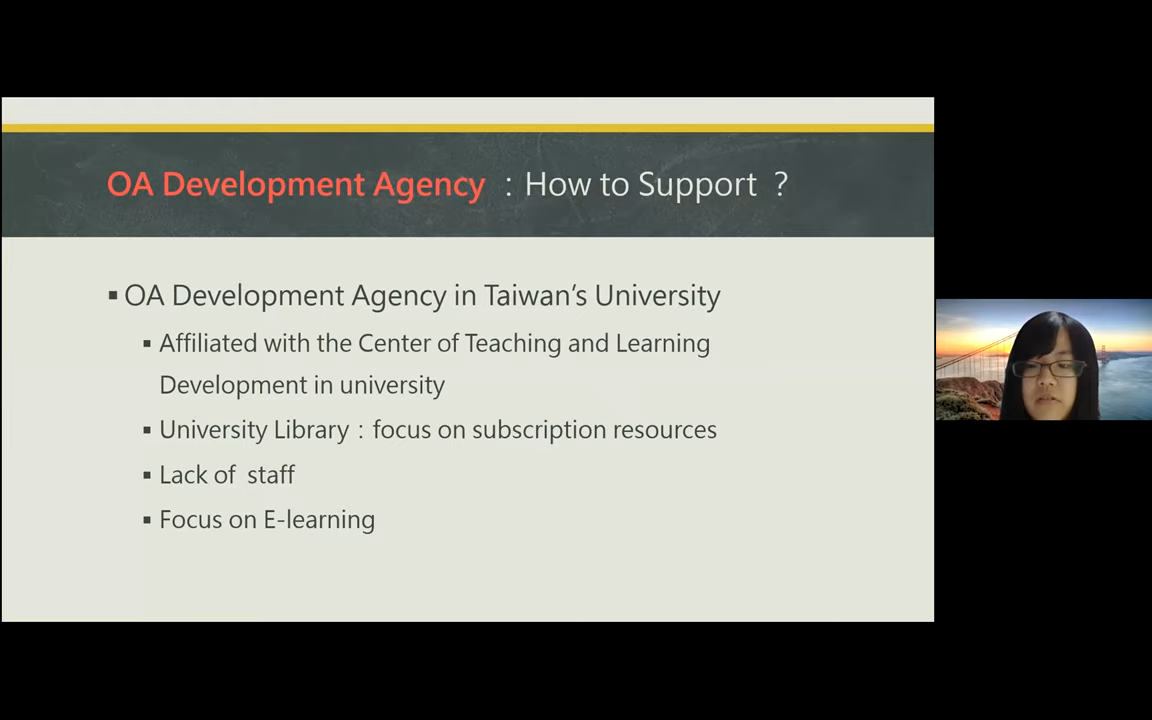 OA Development Agency ：How to Support ？
▪ OA Development Agency in Taiwan's University
▪ Affiliated with the Center of Teaching and Learning
Development in university
▪ University Library：focus on subscription resources
▪ Lack of staff
▪ Focus on E-learning